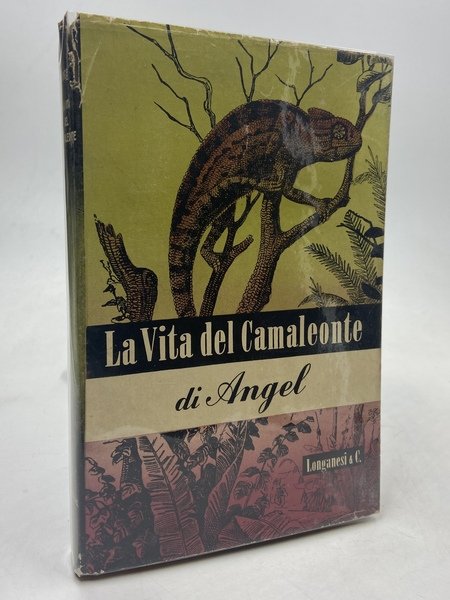 La Vita del Camaleonte
di Angel
Longanesi & C.